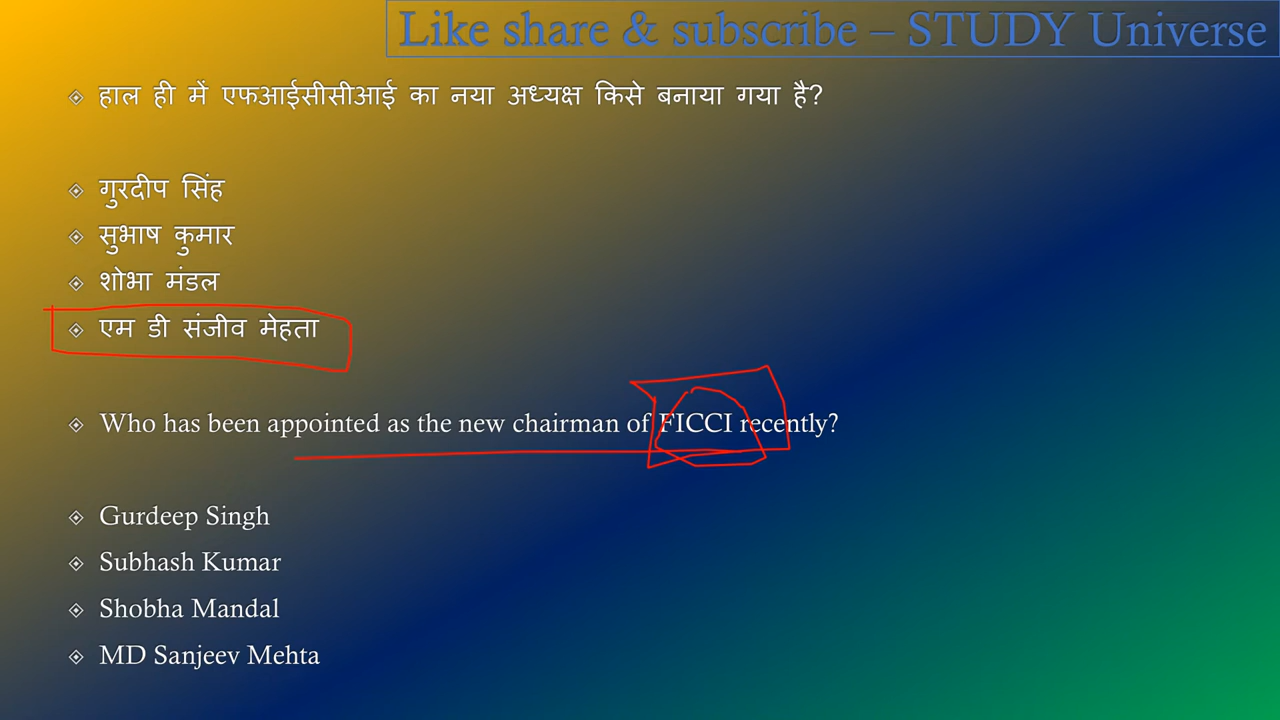 Like share & subscribe – STUDY Universe
हाल ही में एफआईसीसीआई का नया अध्यक्ष किसे बनाया गया है?
गुरदीप सिंह
सुभाष कुमार
शोभा मंडल
एम डी संजीव मेहता
Who has been appointed as the new chairman of FICCI recently?
Gurdeep Singh
Subhash Kumar
Shobha Mandal
MD Sanjeev Mehta